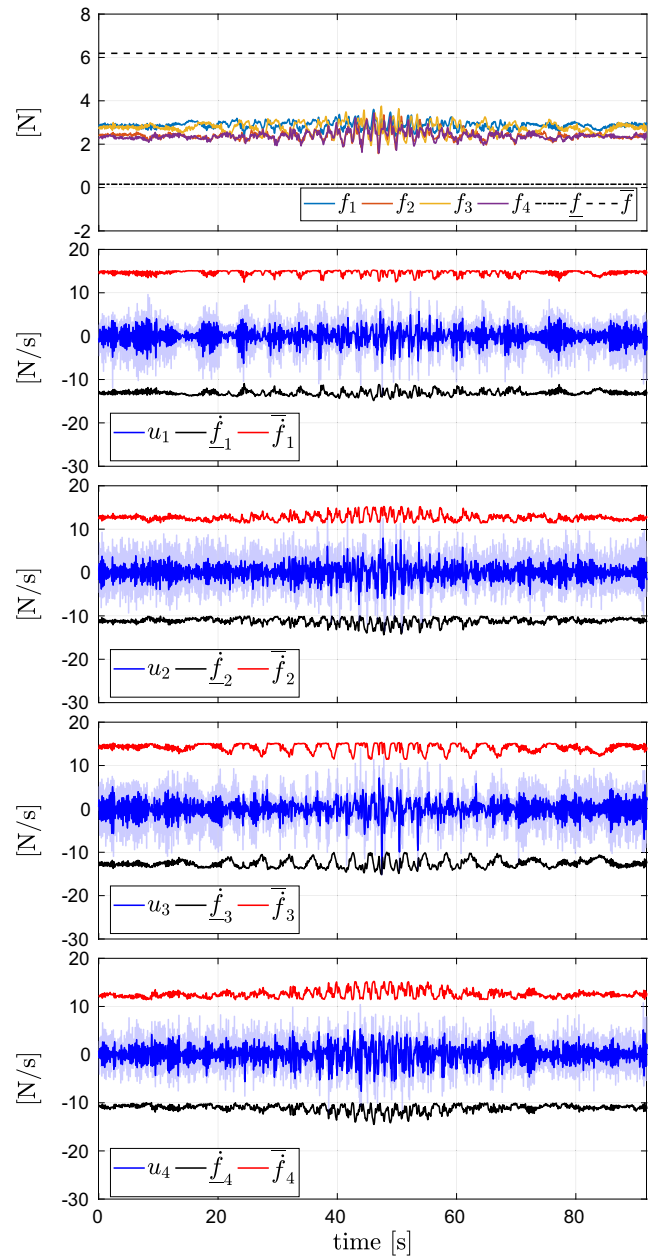 8
6
4
2
0
-2
[N]
f₁ f₂ f₃ f₄ f̲ f̅
20
10
0
-10
-20
-30
[N/s]
u₁ ḟ̲₁ ḟ̅₁
20
10
0
-10
-20
-30
[N/s]
u₂ ḟ̲₂ ḟ̅₂
20
10
0
-10
-20
-30
[N/s]
u₃ ḟ̲₃ ḟ̅₃
20
10
0
-10
-20
-30
[N/s]
u₄ ḟ̲₄ ḟ̅₄
0 20 40 60 80
time [s]